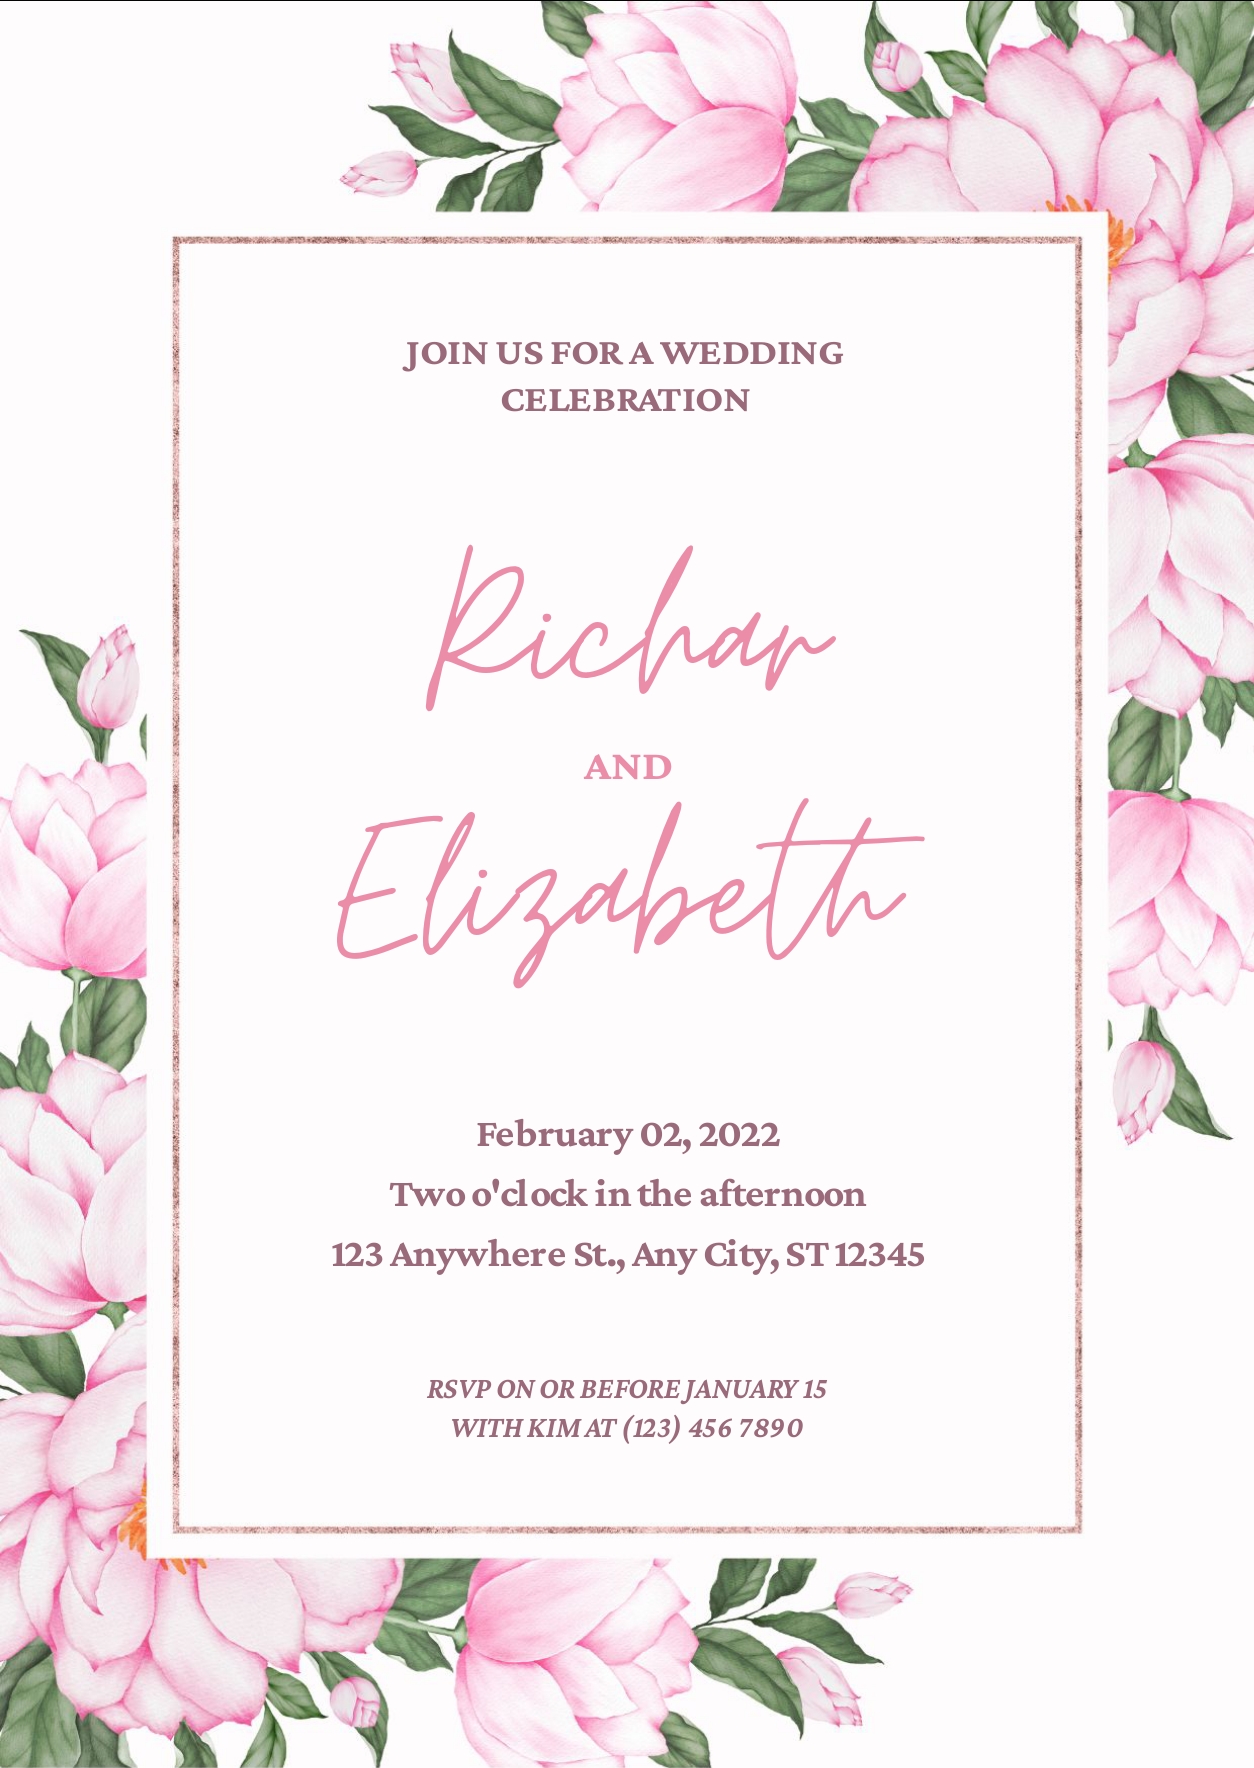 JOIN US FOR A WEDDING
CELEBRATION
Richar
AND
Elizabeth
February 02, 2022
Two o'clock in the afternoon
123 Anywhere St., Any City, ST 12345
RSVP ON OR BEFORE JANUARY 15
WITH KIM AT (123) 456 7890